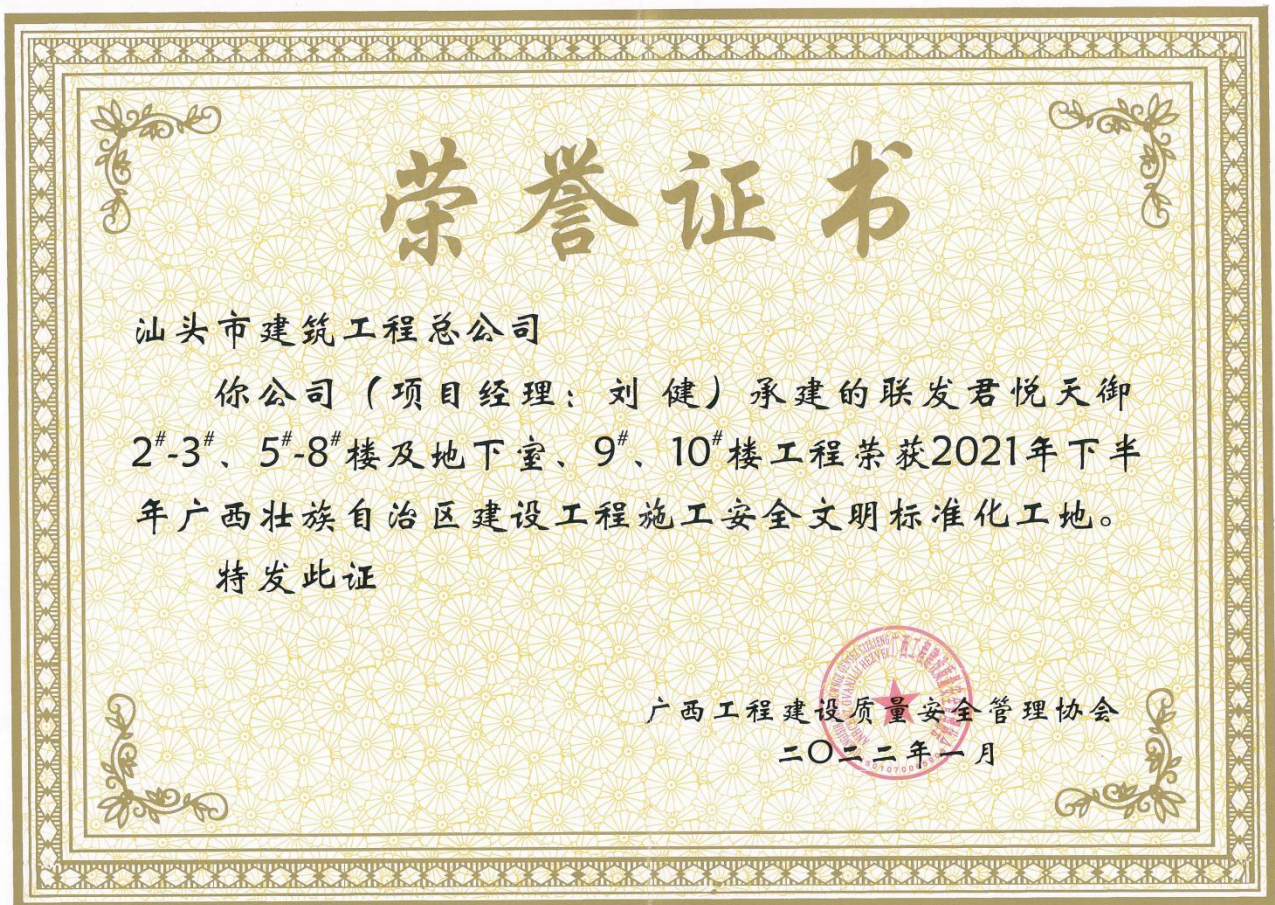 荣誉证书
汕头市建筑工程总公司
你公司（项目经理：刘 健）承建的联发君悦天御
2#-3#、5#-8#楼及地下室、9#、10#楼工程荣获2021年下半
年广西壮族自治区建设工程施工安全文明标准化工地。
特发此证
广西工程建设质量安全管理协会
二〇二二年一月